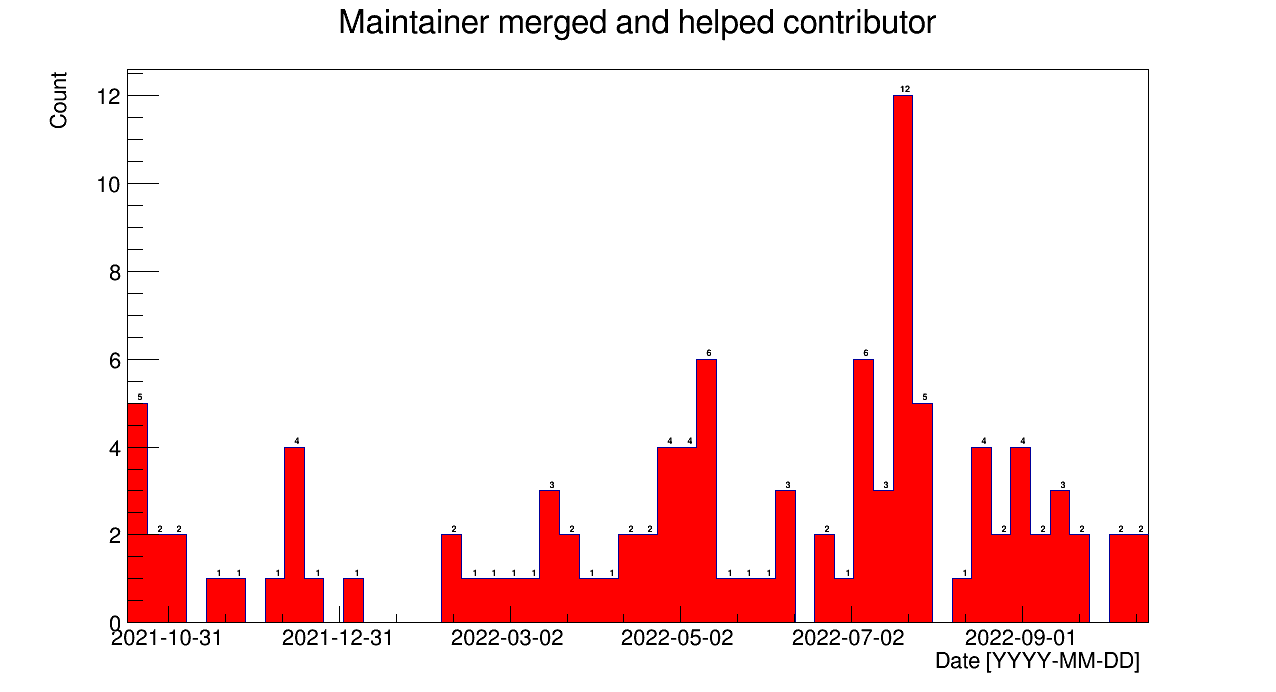 Maintainer merged and helped contributor
Count
12
10
8
6
4
2
0
5 2 2 1 1 1 4 1 1 2 1 1 1 1 3 2 1 1 2 2 4 4 6 1 1 1 3 2 1 6 3 12 5 1 4 2 4 2 3 2 2 2
2021-10-31 2021-12-31 2022-03-02 2022-05-02 2022-07-02 2022-09-01
Date [YYYY-MM-DD]